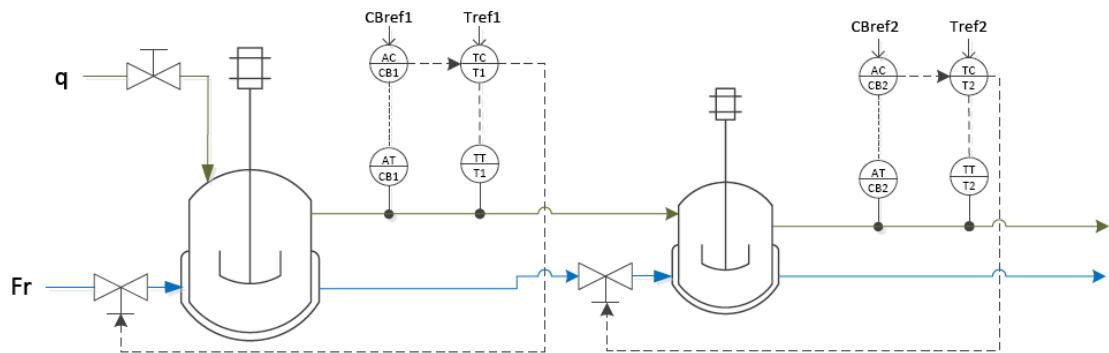 CBref1
Tref1
CBref2
Tref2
q
AC
CB1
TC
T1
AC
CB2
TC
T2
AT
CB1
TT
T1
AT
CB2
TT
T2
Fr